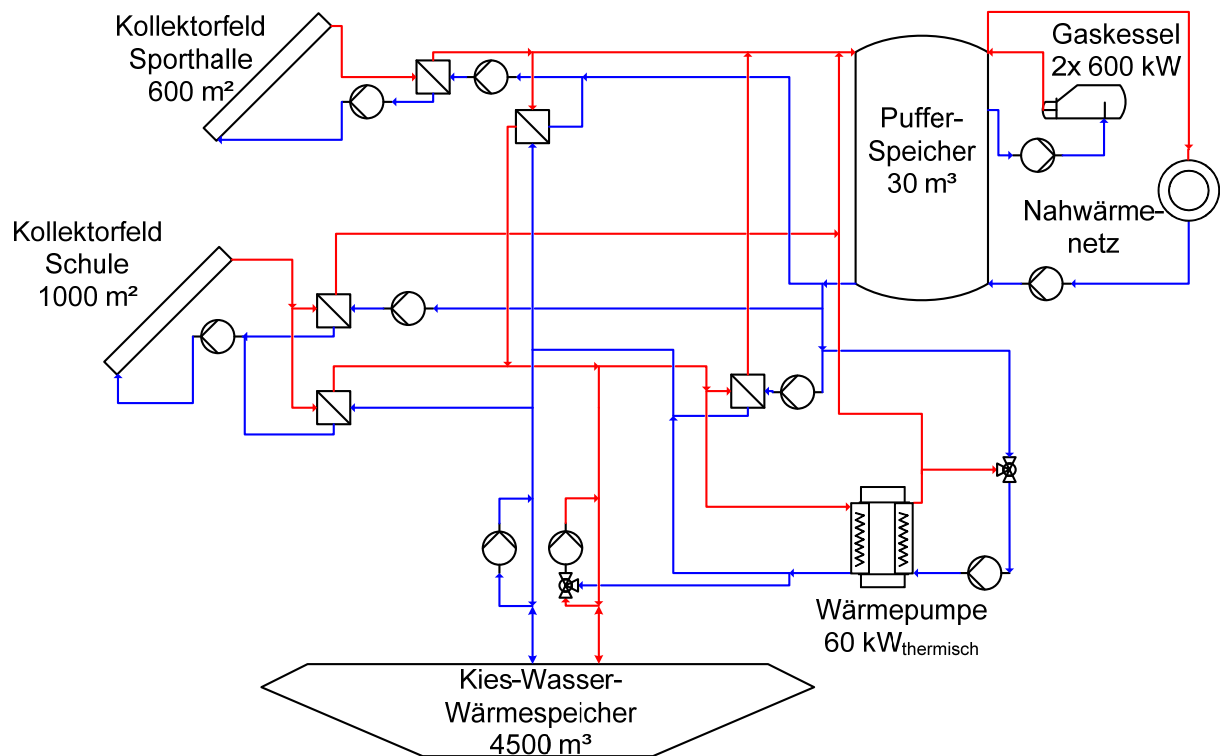 Kollektorfeld
Sporthalle
600 m²
Gaskessel
2x 600 kW
Puffer-
Speicher
30 m³
Nahwärme-
netz
Kollektorfeld
Schule
1000 m²
Wärmepumpe
60 kWthermisch
Kies-Wasser-
Wärmespeicher
4500 m³